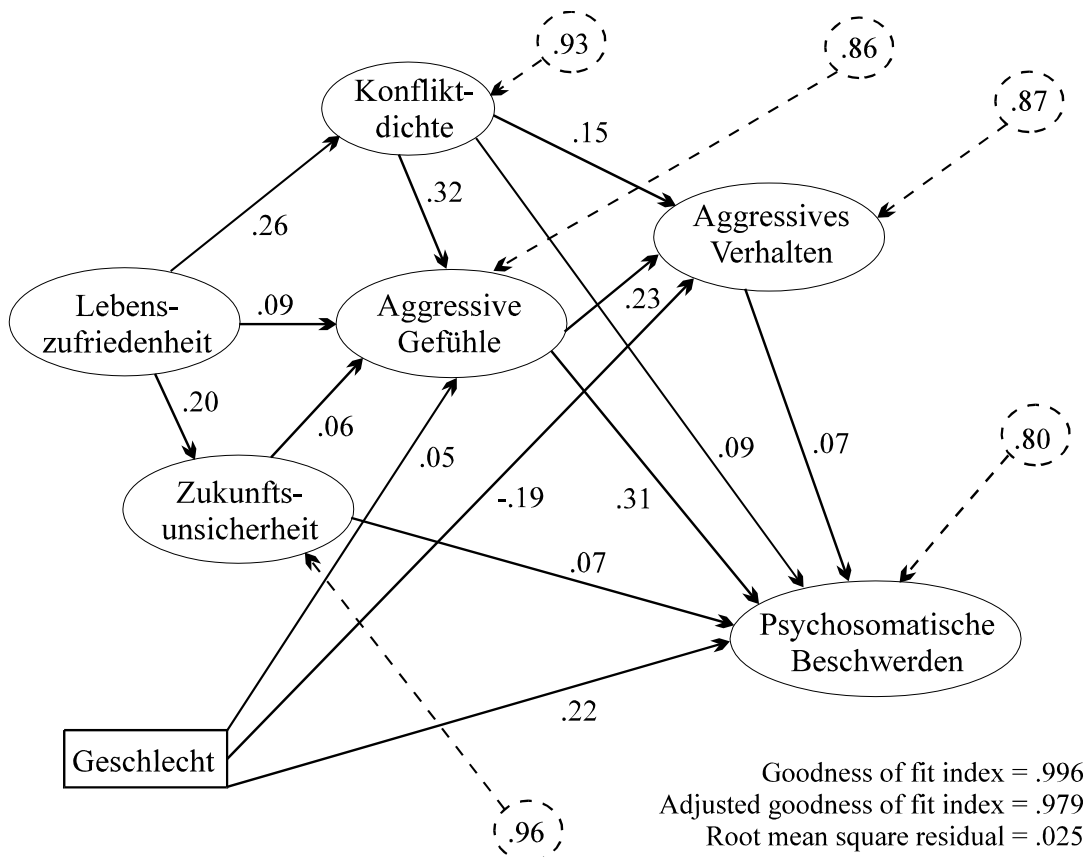 .93
.86
Konflikt-
dichte
.87
.15
.32
.26
Aggressives
Verhalten
Lebens-
zufriedenheit
.09
Aggressive
Gefühle
.23
.20
.06
.05
.09
.07
.80
Zukunfts-
unsicherheit
-.19
.31
.07
Psychosomatische
Beschwerden
.22
Geschlecht
.96
Goodness of fit index = .996
Adjusted goodness of fit index = .979
Root mean square residual = .025